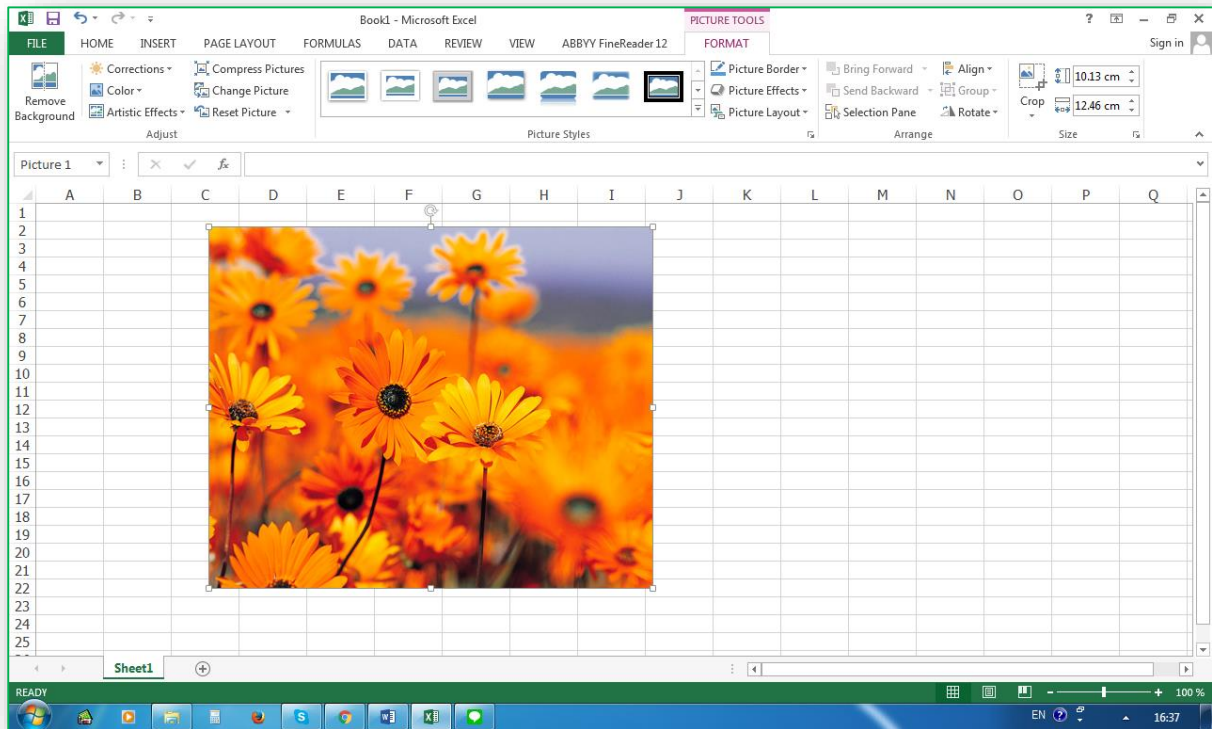 Book1 - Microsoft Excel
PICTURE TOOLS
?
FILE HOME INSERT PAGE LAYOUT FORMULAS DATA REVIEW VIEW ABBYY FineReader 12 FORMAT Sign in
Remove Background
Corrections
Color
Artistic Effects
Compress Pictures
Change Picture
Reset Picture
Adjust
Picture Styles
Picture Border
Picture Effects
Picture Layout
Bring Forward
Send Backward
Selection Pane
Align
Group
Rotate
Arrange
Crop
10.13 cm
12.46 cm
Size
Picture 1 fx
A B C D E F G H I J K L M N O P Q
1
2
3
4
5
6
7
8
9
10
11
12
13
14
15
16
17
18
19
20
21
22
23
24
25
Sheet1
READY 100 %
EN 16:37